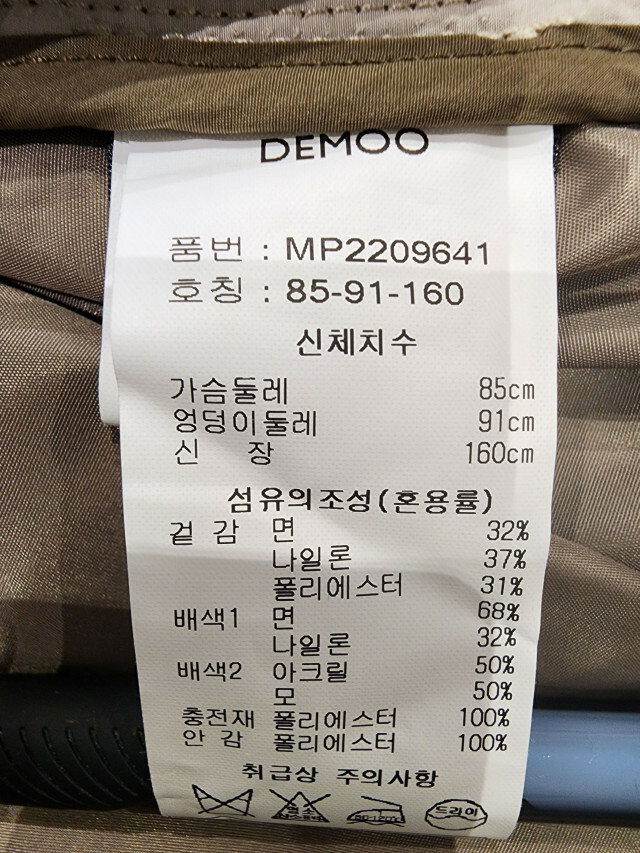 DEMOO
품번 : MP2209641
호칭 : 85-91-160
신체치수
가슴둘레 85cm
엉덩이둘레 91cm
신 장 160cm
섬유의조성(혼용률)
겉 감 면 32%
나일론 37%
폴리에스터 31%
배색1 면 68%
나일론 32%
배색2 아크릴 50%
모 50%
충전재 폴리에스터 100%
안 감 폴리에스터 100%
취급상 주의사항
드라이